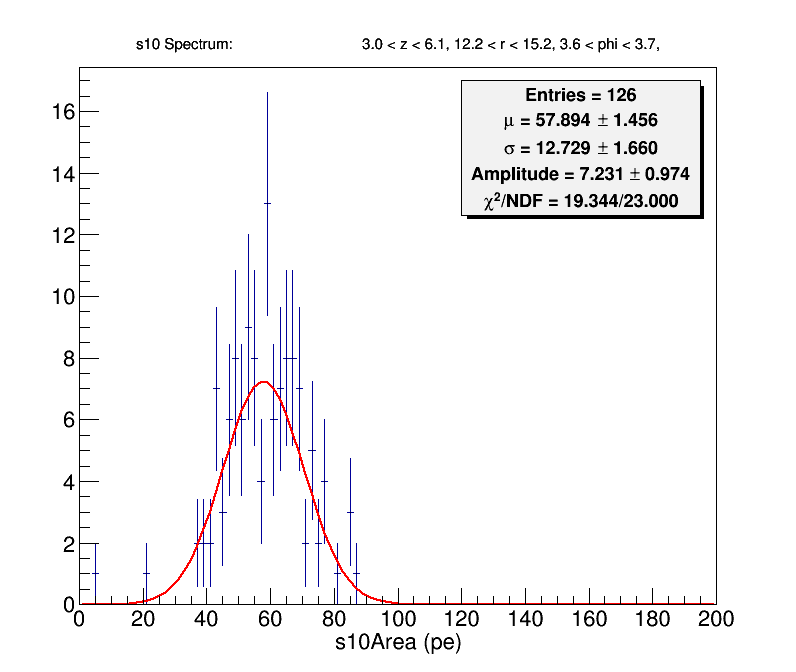 s10 Spectrum: 3.0 < z < 6.1, 12.2 < r < 15.2, 3.6 < phi < 3.7,
Entries = 126
μ = 57.894 ± 1.456
σ = 12.729 ± 1.660
Amplitude = 7.231 ± 0.974
χ²/NDF = 19.344/23.000
16
14
12
10
8
6
4
2
0
0 20 40 60 80 100 120 140 160 180 200
s10Area (pe)